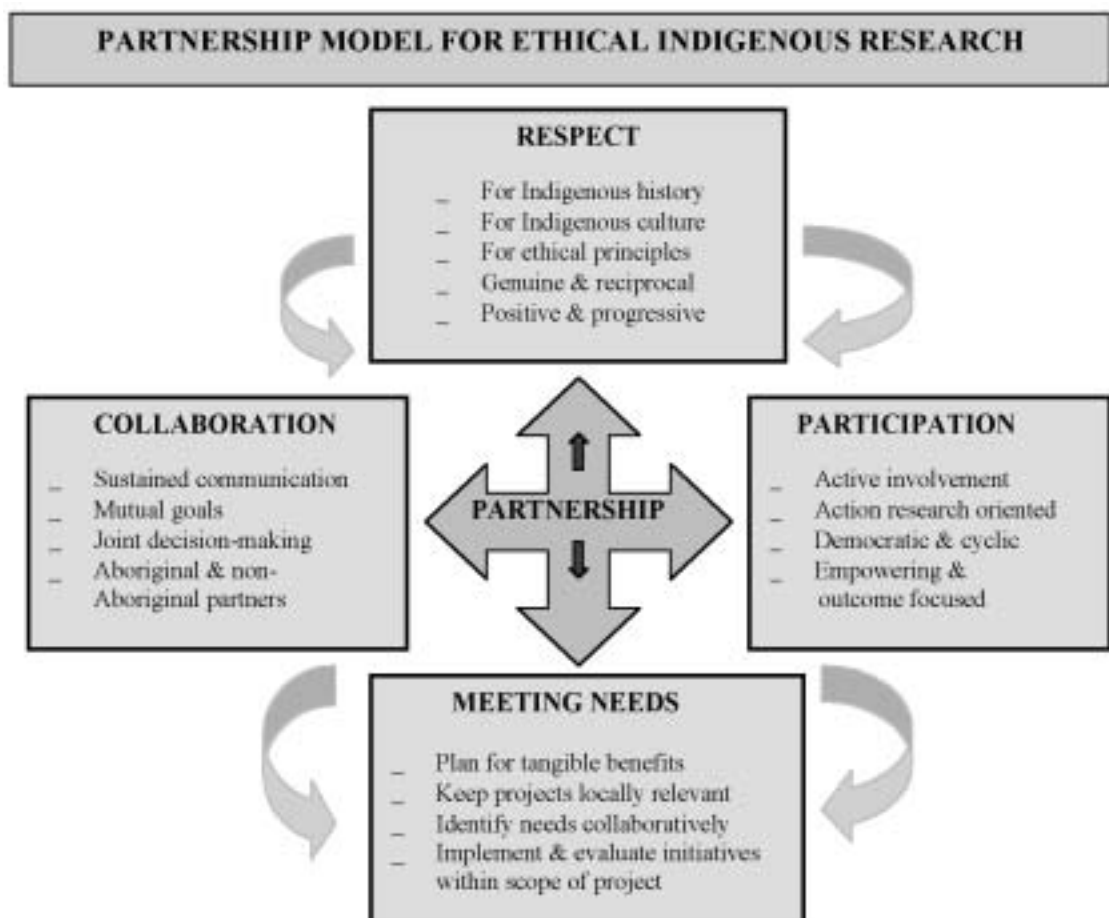 PARTNERSHIP MODEL FOR ETHICAL INDIGENOUS RESEARCH
RESPECT
_ For Indigenous history
_ For Indigenous culture
_ For ethical principles
_ Genuine & reciprocal
_ Positive & progressive
COLLABORATION
_ Sustained communication
_ Mutual goals
_ Joint decision-making
_ Aboriginal & non-
Aboriginal partners
PARTNERSHIP
PARTICIPATION
_ Active involvement
_ Action research oriented
_ Democratic & cyclic
_ Empowering &
outcome focused
MEETING NEEDS
_ Plan for tangible benefits
_ Keep projects locally relevant
_ Identify needs collaboratively
_ Implement & evaluate initiatives
within scope of project